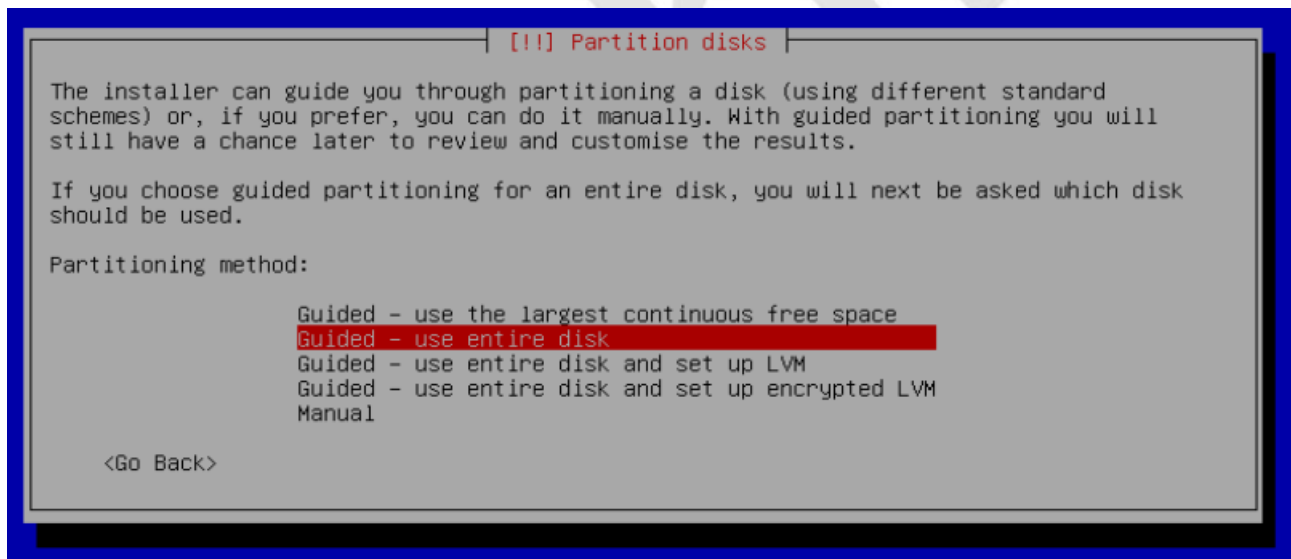 [!!] Partition disks
The installer can guide you through partitioning a disk (using different standard
schemes) or, if you prefer, you can do it manually. With guided partitioning you will
still have a chance later to review and customise the results.
If you choose guided partitioning for an entire disk, you will next be asked which disk
should be used.
Partitioning method:
Guided – use the largest continuous free space
Guided – use entire disk
Guided – use entire disk and set up LVM
Guided – use entire disk and set up encrypted LVM
Manual
<Go Back>